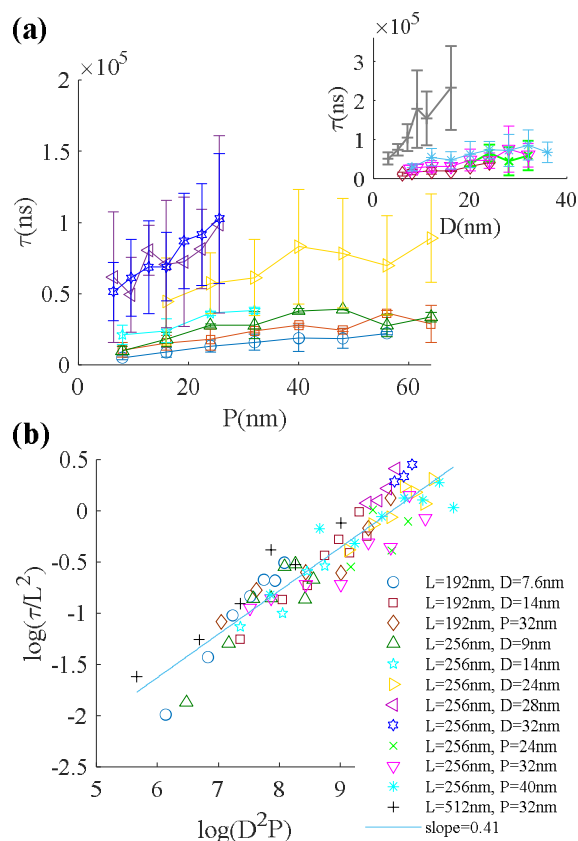 (a)
×10^5
2
1.5
1
0.5
0
τ(ns)
0
20
40
60
P(nm)
×10^5
4
3
2
1
0
τ(ns)
0
20
40
D(nm)
(b)
0.5
0
-0.5
-1
-1.5
-2
-2.5
log(τ/L^2)
5
6
7
8
9
log(D^2P)
L=192nm, D=7.6nm
L=192nm, D=14nm
L=192nm, P=32nm
L=256nm, D=9nm
L=256nm, D=14nm
L=256nm, D=24nm
L=256nm, D=28nm
L=256nm, D=32nm
L=256nm, P=24nm
L=256nm, P=32nm
L=256nm, P=40nm
L=512nm, P=32nm
slope=0.41